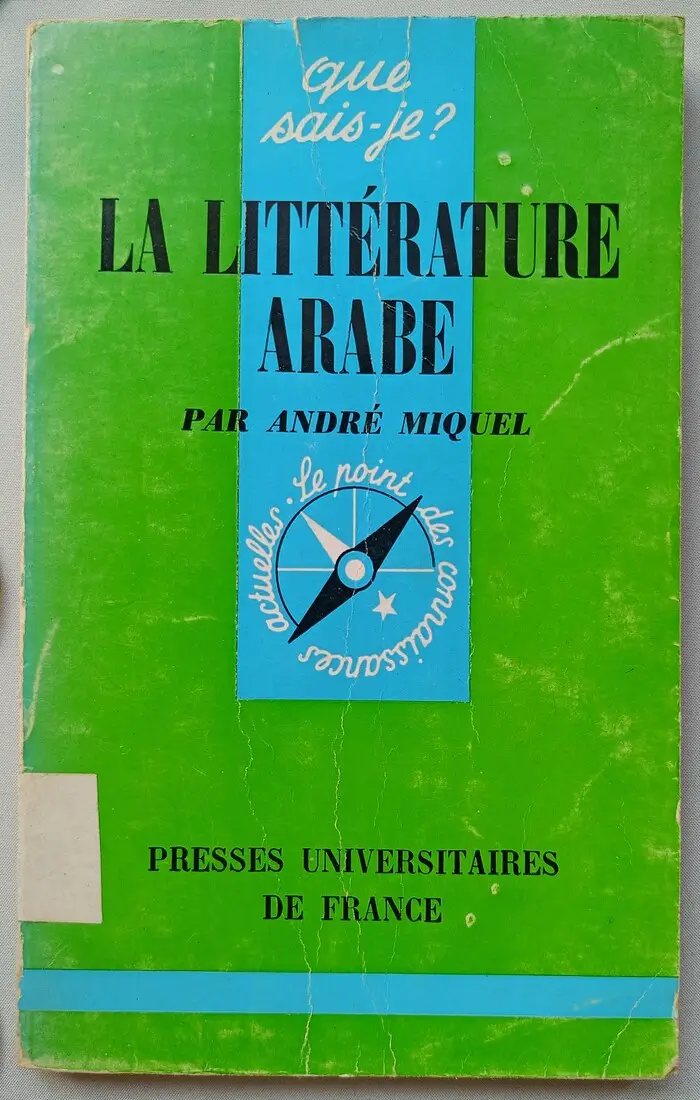 que
sais-je?
LA LITTÉRATURE
ARABE
PAR ANDRÉ MIQUEL
Le point des connaissances actuelles.
PRESSES UNIVERSITAIRES
DE FRANCE